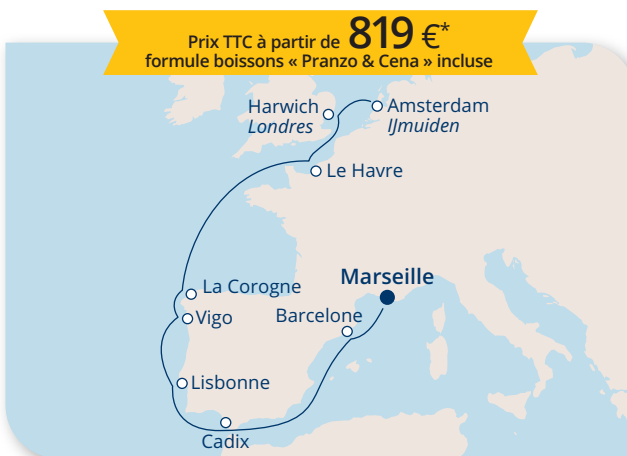 Prix TTC à partir de 819 €*
formule boissons « Pranzo & Cena » incluse
Harwich
Londres
Amsterdam
IJmuiden
Le Havre
La Corogne
Marseille
Vigo
Barcelone
Lisbonne
Cadix